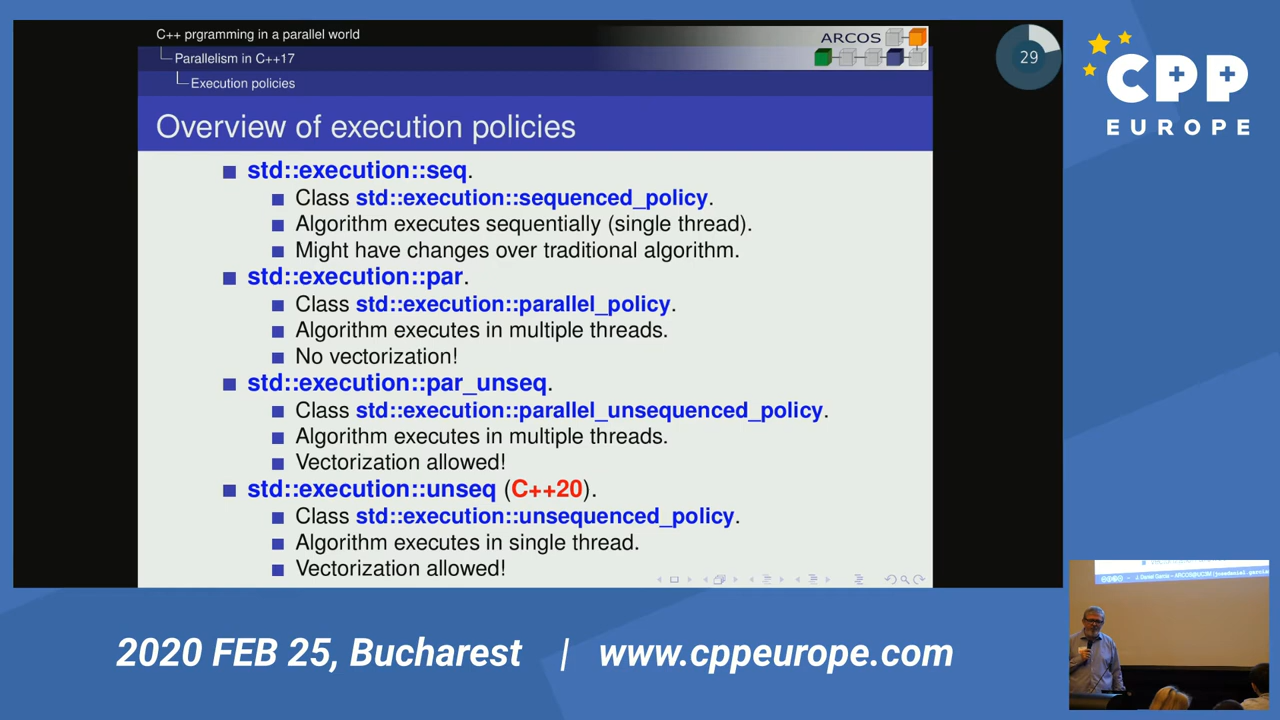 C++ prgramming in a parallel world
Parallelism in C++17
Execution policies
ARCOS
29
CPP
EUROPE
Overview of execution policies
std::execution::seq.
Class std::execution::sequenced_policy.
Algorithm executes sequentially (single thread).
Might have changes over traditional algorithm.
std::execution::par.
Class std::execution::parallel_policy.
Algorithm executes in multiple threads.
No vectorization!
std::execution::par_unseq.
Class std::execution::parallel_unsequenced_policy.
Algorithm executes in multiple threads.
Vectorization allowed!
std::execution::unseq (C++20).
Class std::execution::unsequenced_policy.
Algorithm executes in single thread.
Vectorization allowed!
2020 FEB 25, Bucharest | www.cppeurope.com